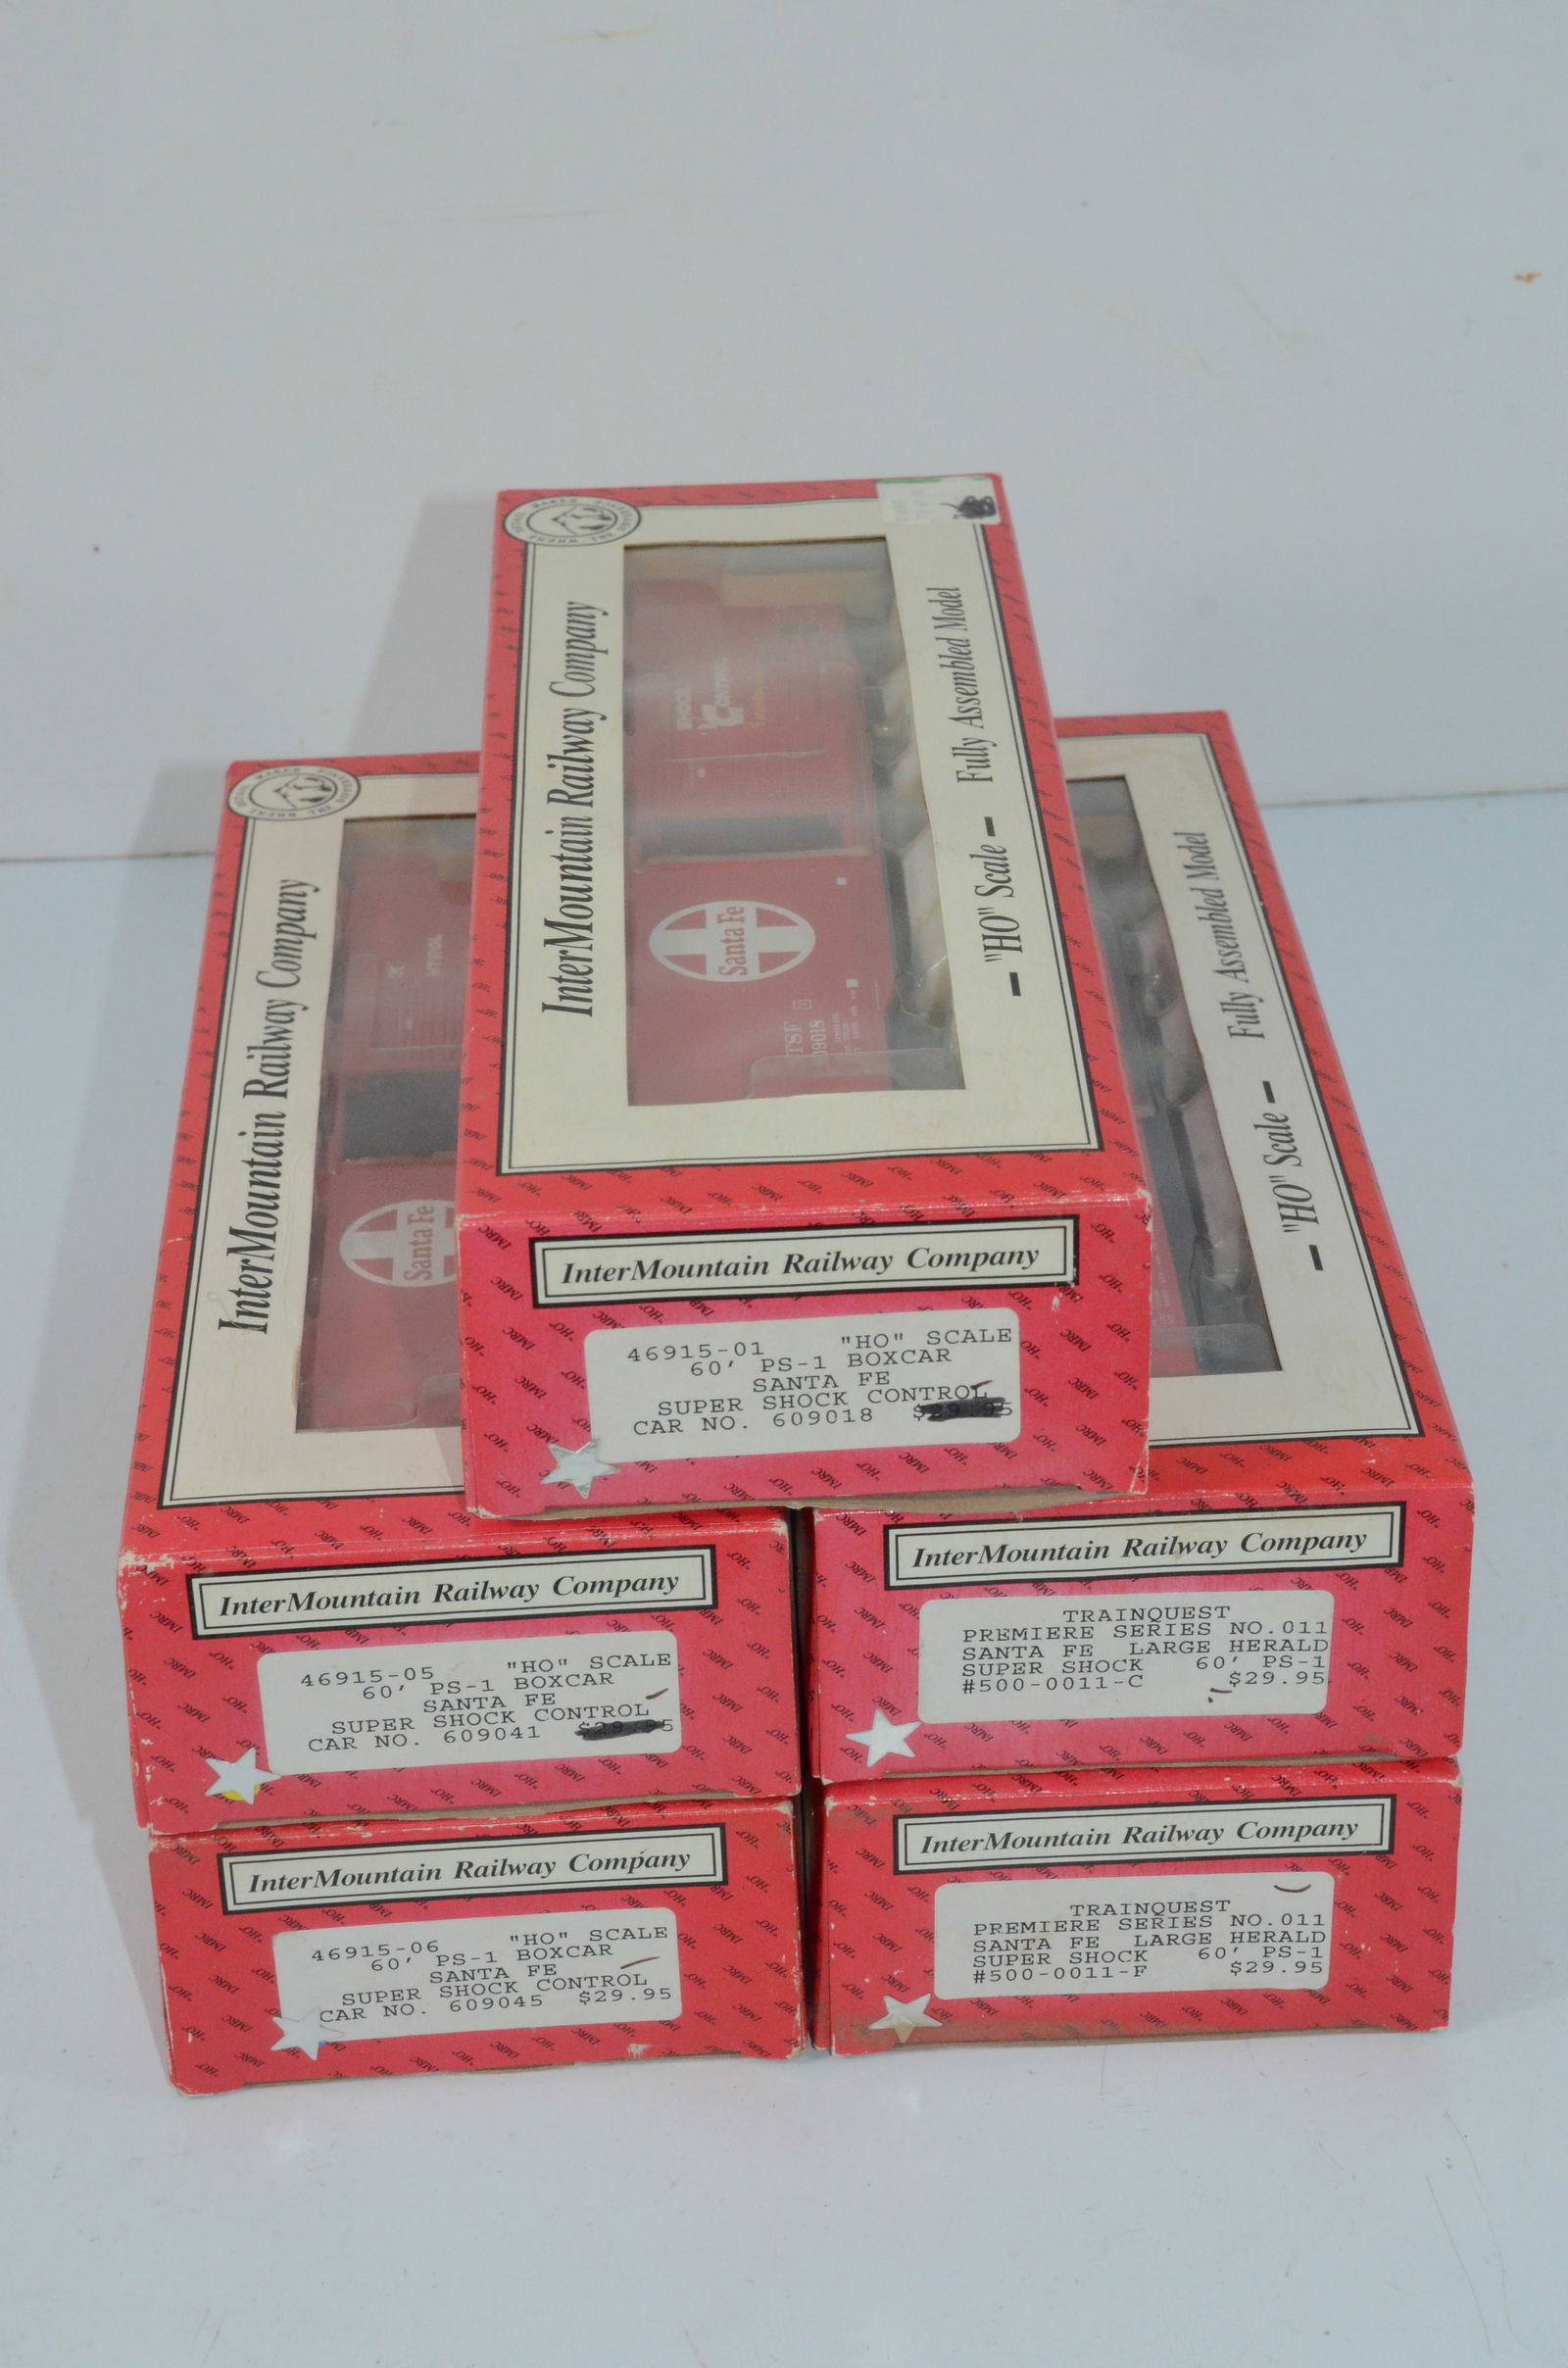 InterMountain Railway Company
"HO" Scale
Fully Assembled Model
Santa Fe
InterMountain Railway Company
46915-01 "HO" SCALE
60' PS-1 BOXCAR
SANTA FE
SUPER SHOCK CONTROL
CAR NO. 609018 $29.95
InterMountain Railway Company
Santa Fe
InterMountain Railway Company
46915-05 "HO" SCALE
60' PS-1 BOXCAR
SANTA FE
SUPER SHOCK CONTROL
CAR NO. 609041 $29.95
"HO" Scale
Fully Assembled Model
InterMountain Railway Company
TRAINQUEST
PREMIERE SERIES NO.011
SANTA FE LARGE HERALD
SUPER SHOCK 60' PS-1
#500-0011-C $29.95
InterMountain Railway Company
46915-06 "HO" SCALE
60' PS-1 BOXCAR
SANTA FE
SUPER SHOCK CONTROL
CAR NO. 609045 $29.95
InterMountain Railway Company
TRAINQUEST
PREMIERE SERIES NO.011
SANTA FE LARGE HERALD
SUPER SHOCK 60' PS-1
#500-0011-F $29.95